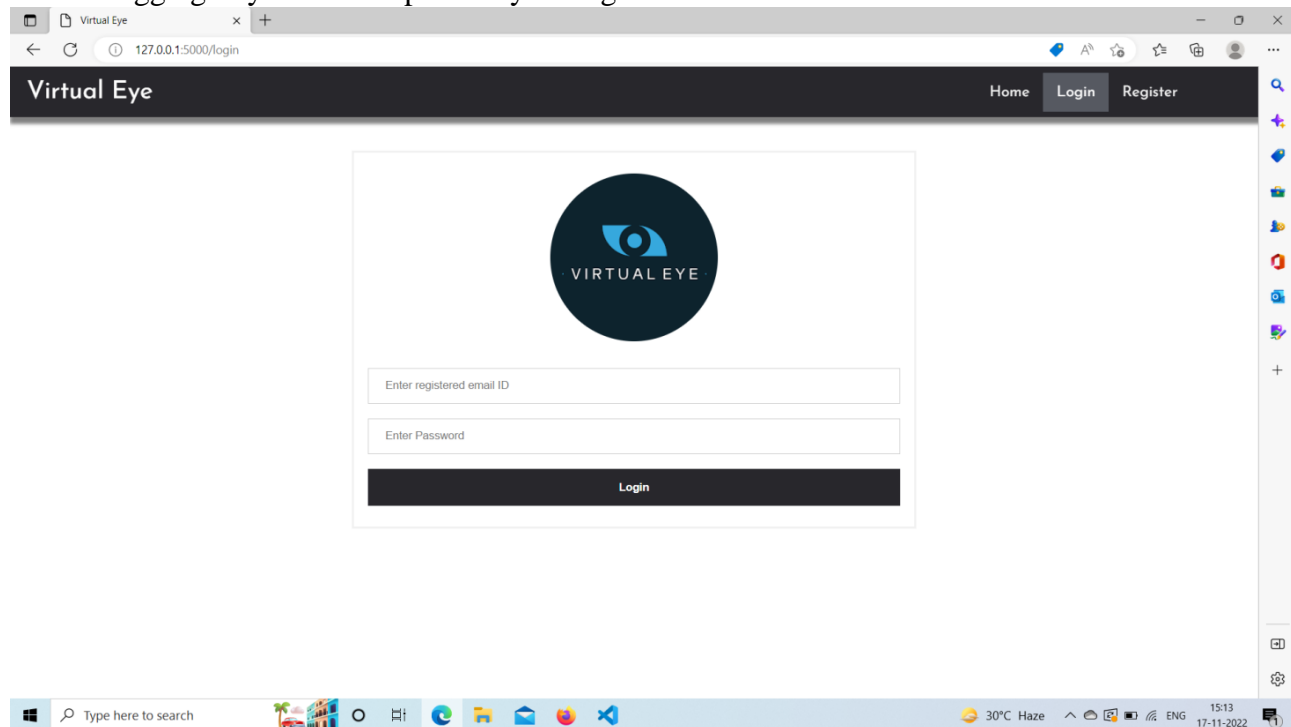 Virtual Eye
127.0.0.1:5000/login
Virtual Eye
Home Login Register
VIRTUAL EYE
Enter registered email ID
Enter Password
Login
Type here to search
30°C Haze
ENG
15:13
17-11-2022